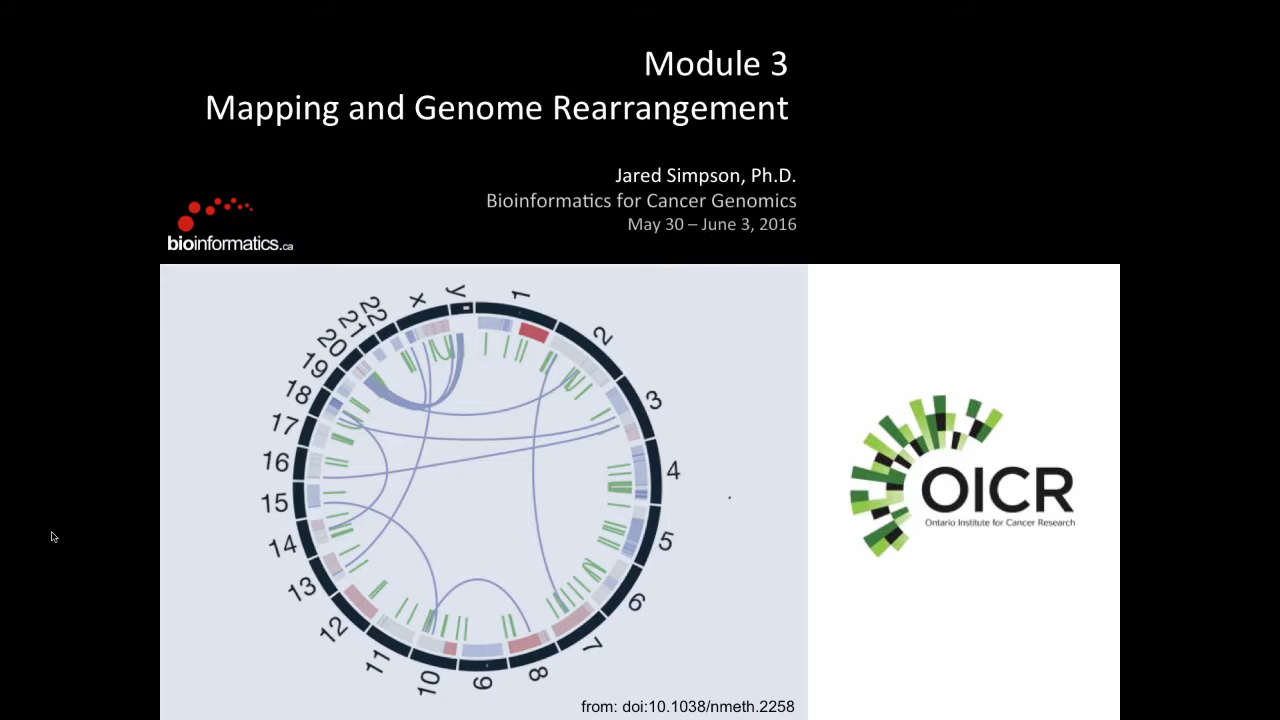 Module 3
Mapping and Genome Rearrangement
Jared Simpson, Ph.D.
Bioinformatics for Cancer Genomics
May 30 – June 3, 2016
bioinformatics.ca
1
2
3
4
5
6
7
8
9
10
11
12
13
14
15
16
17
18
19
20
21
22
x
y
OICR
Ontario Institute for Cancer Research
from: doi:10.1038/nmeth.2258